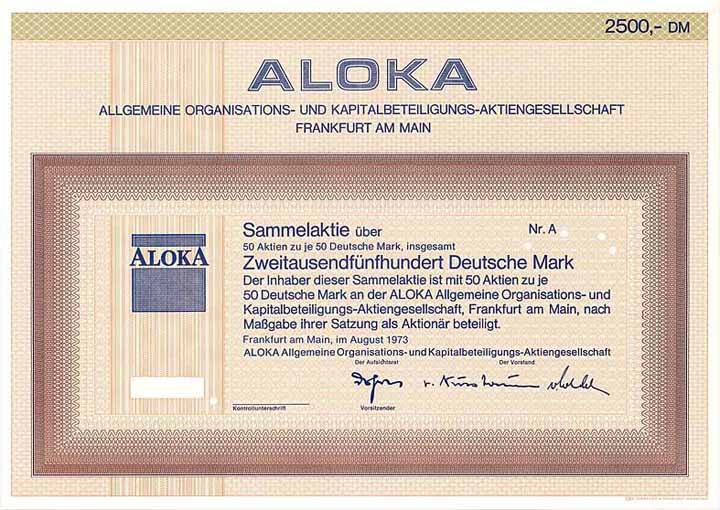 2500,- DM
ALOKA
ALLGEMEINE ORGANISATIONS- UND KAPITALBETEILIGUNGS-AKTIENGESELLSCHAFT
FRANKFURT AM MAIN
Sammelaktie über
Nr. A
50 Aktien zu je 50 Deutsche Mark, insgesamt
Zweitausendfünfhundert Deutsche Mark
Der Inhaber dieser Sammelaktie ist mit 50 Aktien zu je
50 Deutsche Mark an der ALOKA Allgemeine Organisations- und
Kapitalbeteiligungs-Aktiengesellschaft, Frankfurt am Main, nach
Maßgabe ihrer Satzung als Aktionär beteiligt.
Frankfurt am Main, im August 1973
ALOKA Allgemeine Organisations- und Kapitalbeteiligungs-Aktiengesellschaft
Der Aufsichtsrat
Der Vorstand
Kontrollunterschrift
Vorsitzender
ALOKA